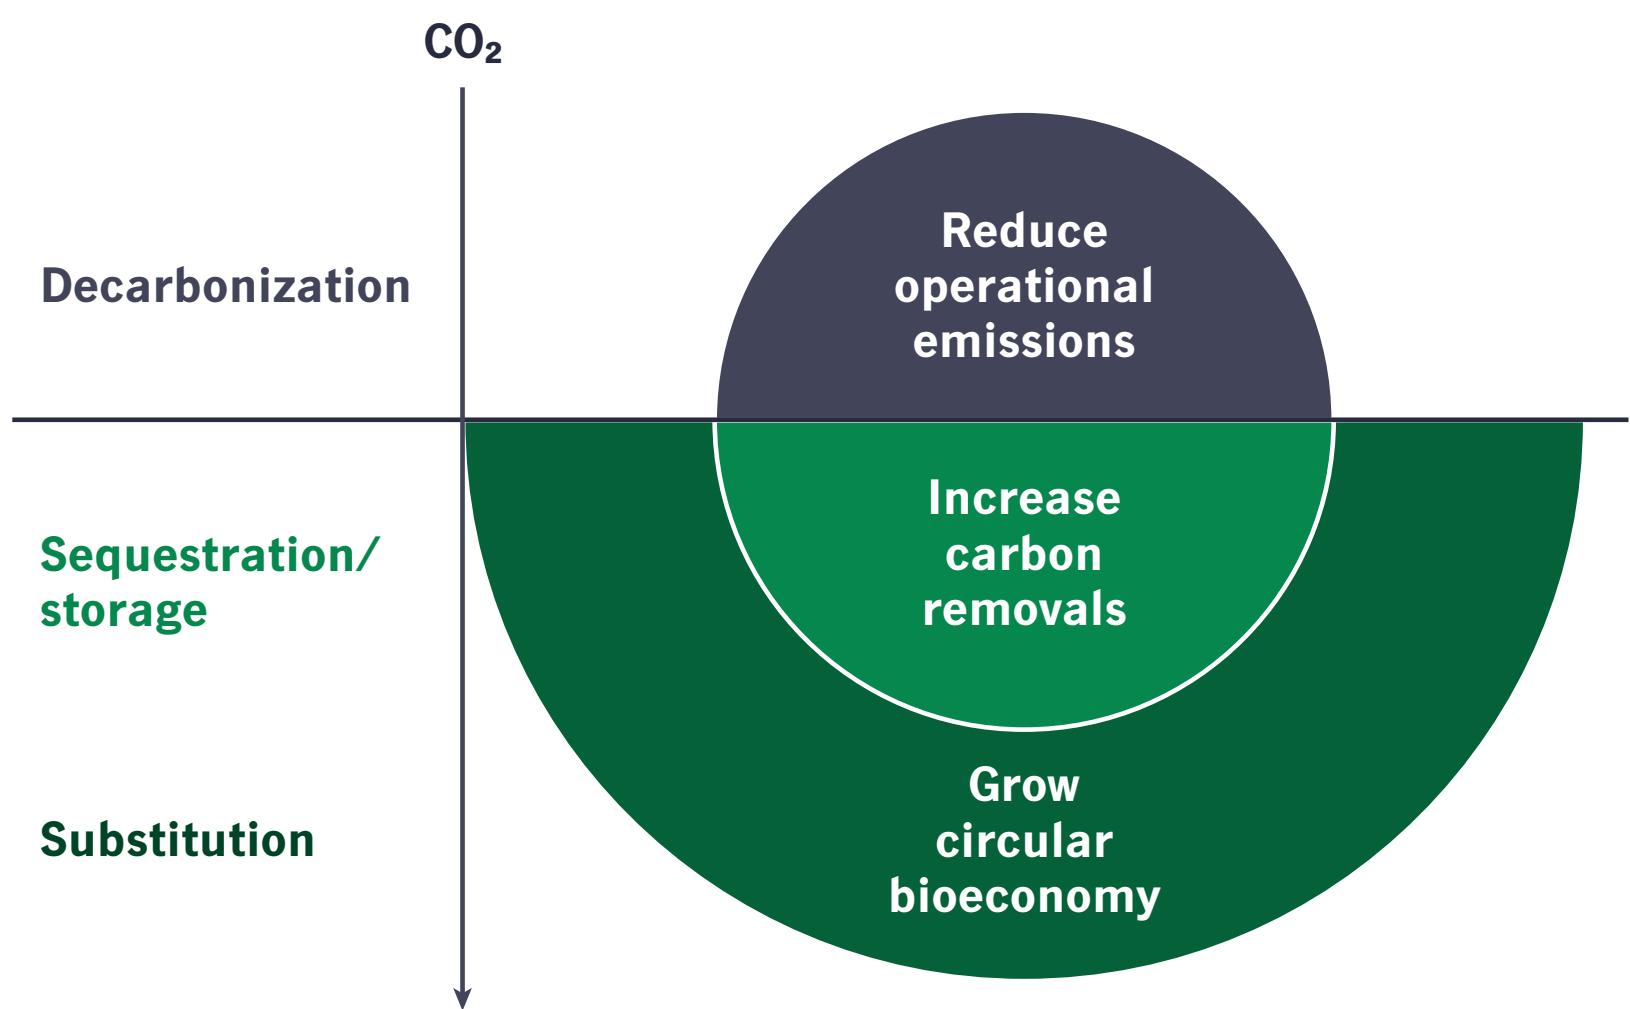 CO₂
Decarbonization
Reduce
operational
emissions
Sequestration/
storage
Increase
carbon
removals
Substitution
Grow
circular
bioeconomy